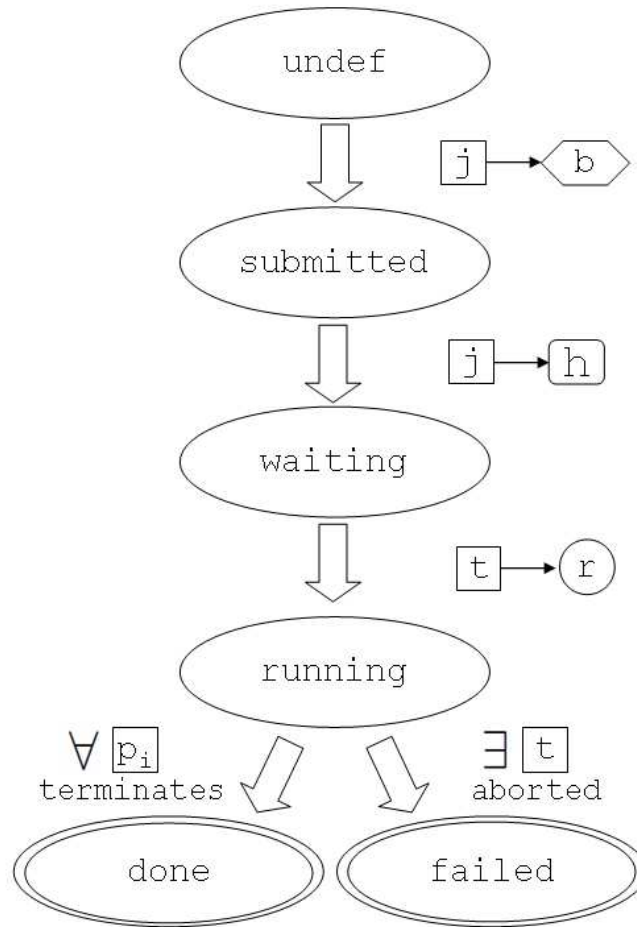 undef
j b
submitted
j h
waiting
t r
running
∀ pᵢ ∃ t
terminates aborted
done failed